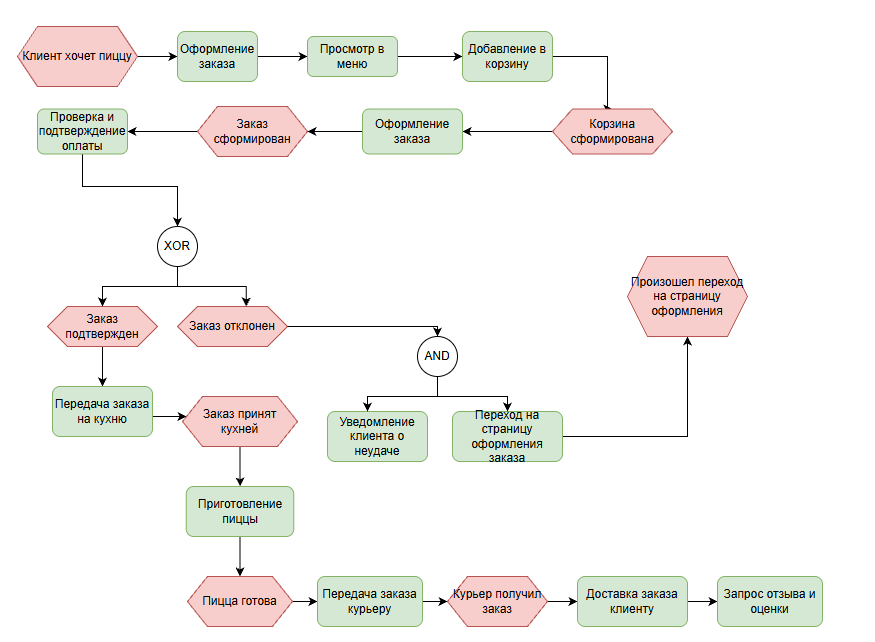 Клиент хочет пиццу
Оформление
заказа
Просмотр в
меню
Добавление в
корзину
Корзина
сформирована
Оформление
заказа
Заказ
сформирован
Проверка и
подтверждение
оплаты
XOR
Заказ
подтвержден
Заказ отклонен
AND
Произошел переход
на страницу
оформления
Передача заказа
на кухню
Заказ принят
кухней
Уведомление
клиента о
неудаче
Переход на
страницу
оформления
заказа
Приготовление
пиццы
Пицца готова
Передача заказа
курьеру
Курьер получил
заказ
Доставка заказа
клиенту
Запрос отзыва и
оценки